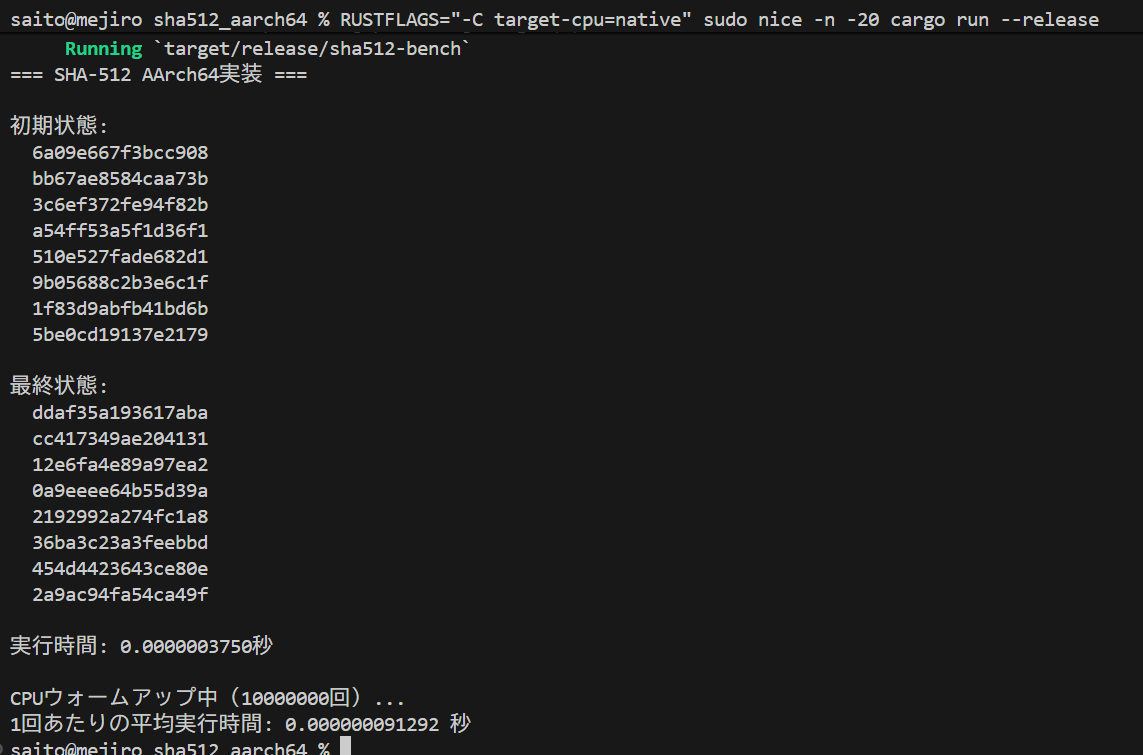 saito@mejiro sha512_aarch64 % RUSTFLAGS="-C target-cpu=native" sudo nice -n -20 cargo run --release
Running `target/release/sha512-bench`
=== SHA-512 AArch64実装 ===
初期状態:
6a09e667f3bcc908
bb67ae8584caa73b
3c6ef372fe94f82b
a54ff53a5f1d36f1
510e527fade682d1
9b05688c2b3e6c1f
1f83d9abfb41bd6b
5be0cd19137e2179
最終状態:
ddaf35a193617aba
cc417349ae204131
12e6fa4e89a97ea2
0a9eeee64b55d39a
2192992a274fc1a8
36ba3c23a3feebbd
454d4423643ce80e
2a9ac94fa54ca49f
実行時間: 0.0000003750秒
CPUウォームアップ中（10000000回）...
1回あたりの平均実行時間: 0.000000091292 秒
saito@mejiro sha512_aarch64 %